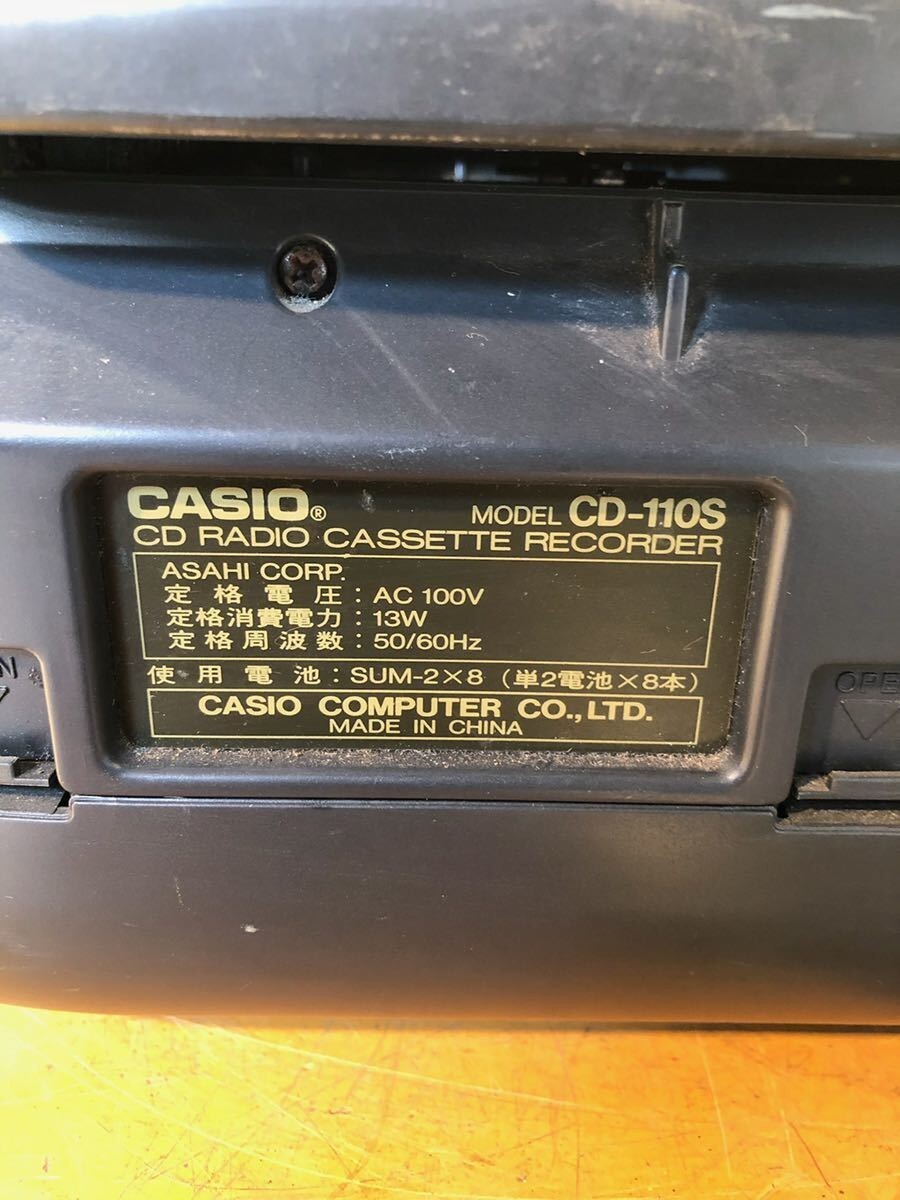 CASIO®
MODEL CD-110S
CD RADIO CASSETTE RECORDER
ASAHI CORP.
定格電圧：AC 100V
定格消費電力：13W
定格周波数：50/60Hz
使用電池：SUM-2×8（単2電池×8本）
CASIO COMPUTER CO.,LTD.
MADE IN CHINA